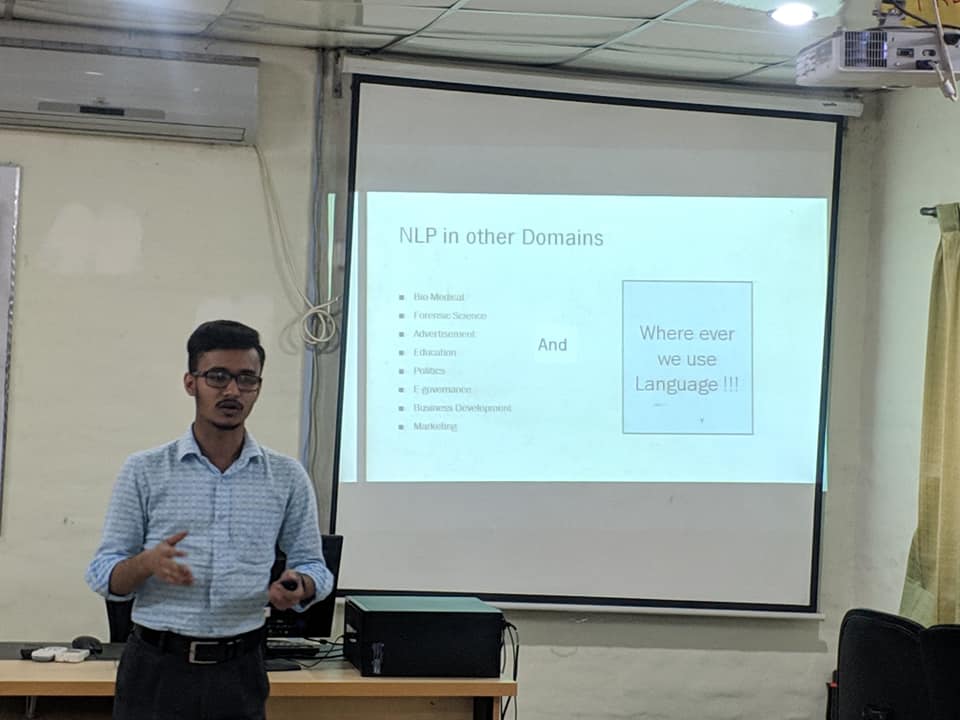 NLP in other Domains
Bio Medical
Forensic Science
Advertisement
Education
Politics
E-governance
Business Development
Marketing
And
Where ever
we use
Language !!!